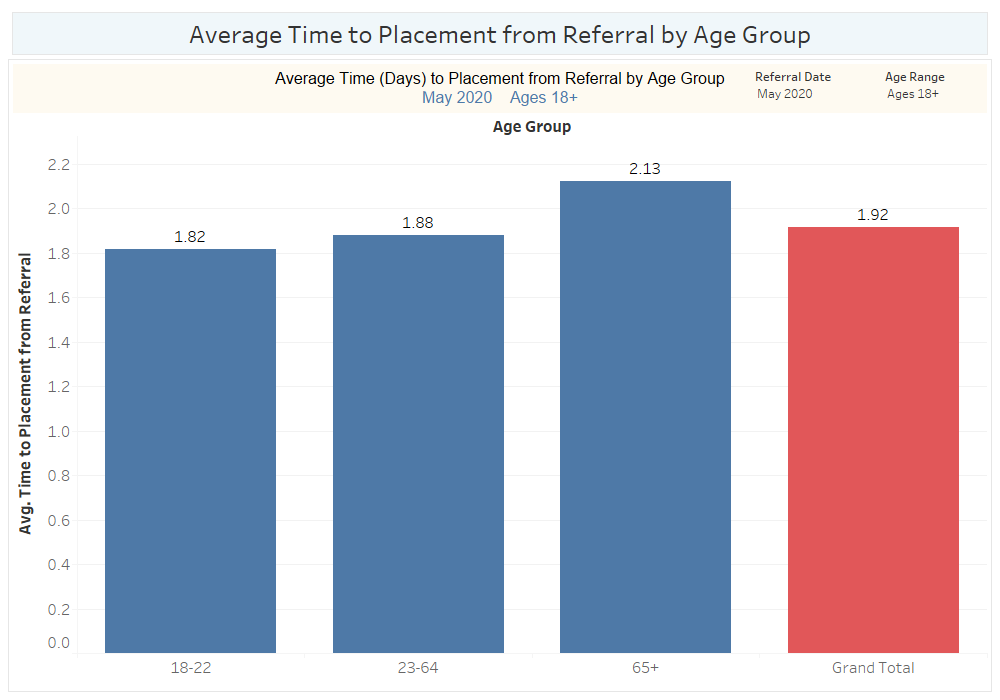 Average Time to Placement from Referral by Age Group
Average Time (Days) to Placement from Referral by Age Group
May 2020 Ages 18+
Referral Date
May 2020
Age Range
Ages 18+
Age Group
Avg. Time to Placement from Referral
2.2
2.0
1.8
1.6
1.4
1.2
1.0
0.8
0.6
0.4
0.2
0.0
1.82
1.88
2.13
1.92
18-22
23-64
65+
Grand Total